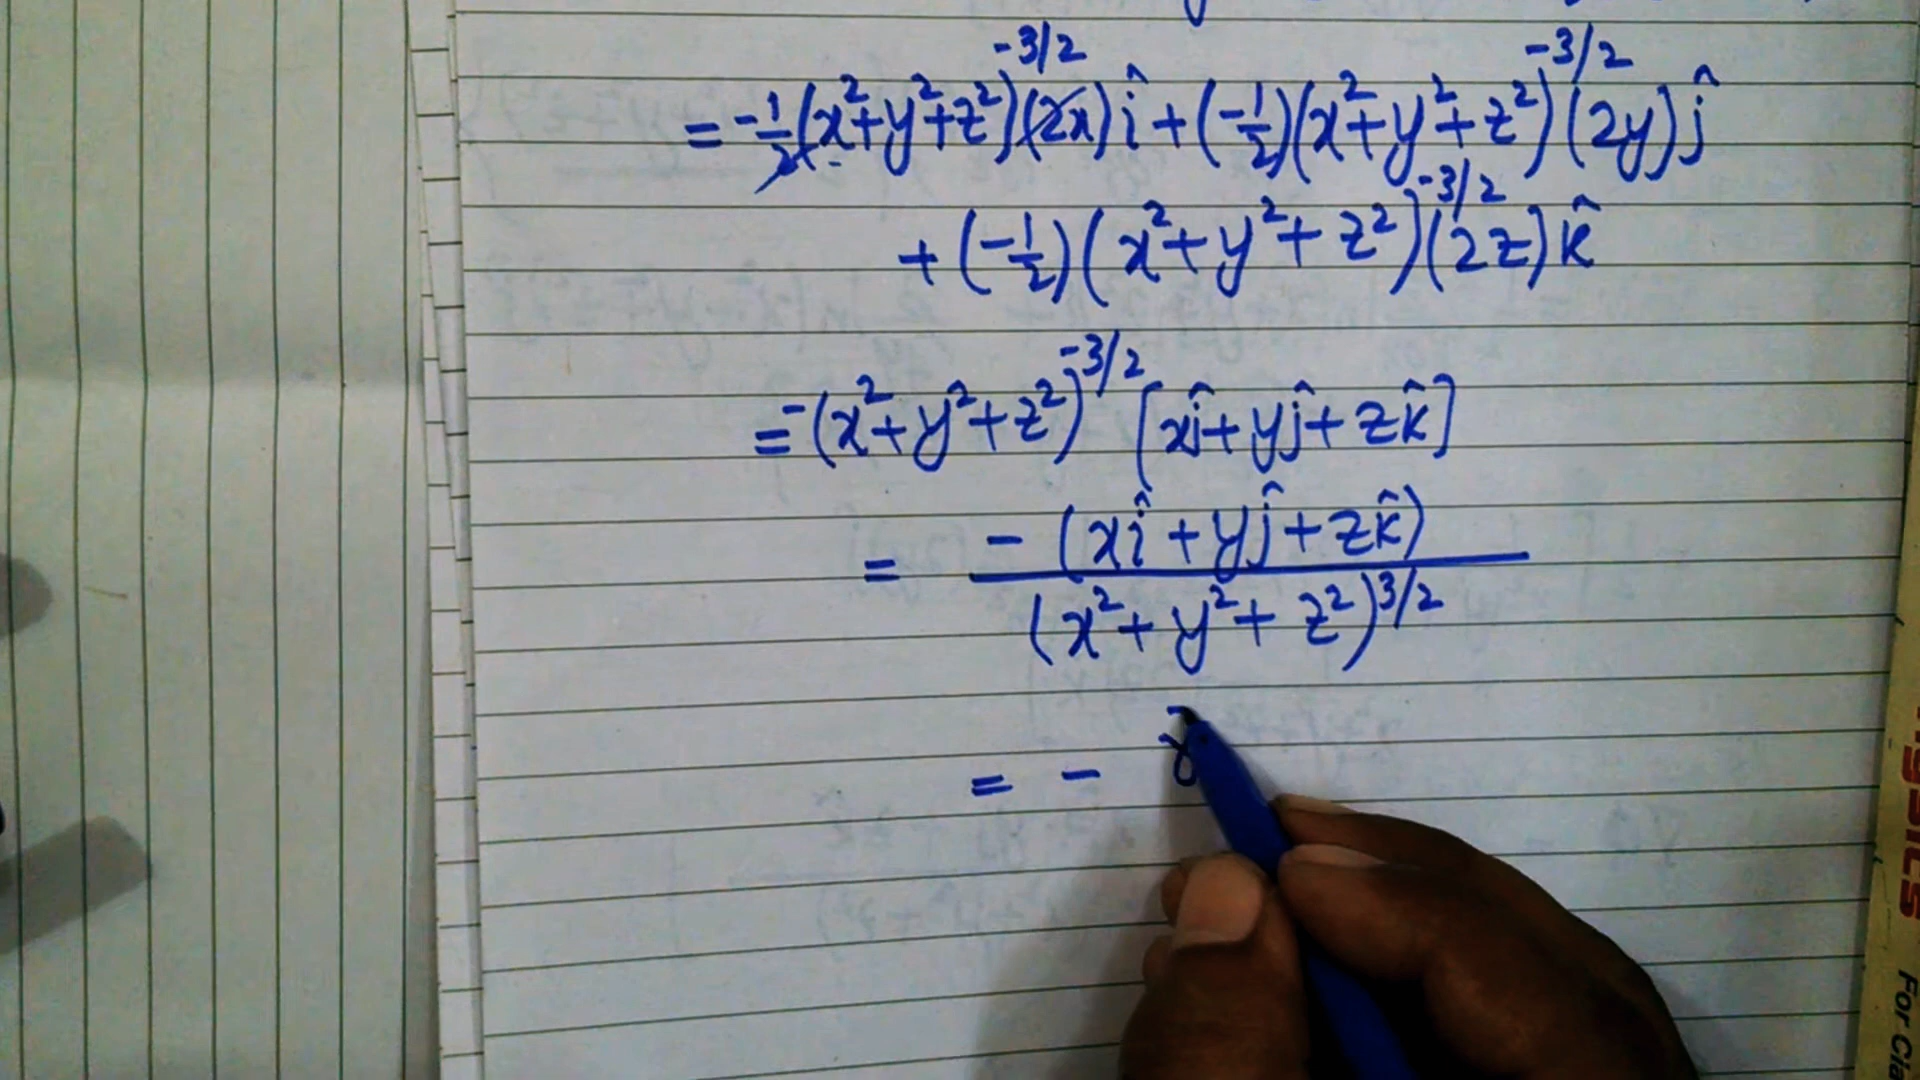 = -1/2 (x²+y²+z²)^-3/2 (2x) î + (-1/2)(x²+y²+z²)^-3/2 (2y) ĵ
+ (-1/2) (x²+y²+z²)^-3/2 (2z) k̂
= -(x²+y²+z²)^-3/2 [xî+yĵ+zk̂]
= - (xî+yĵ+zk̂) / (x²+y²+z²)^3/2
= -
For Cla